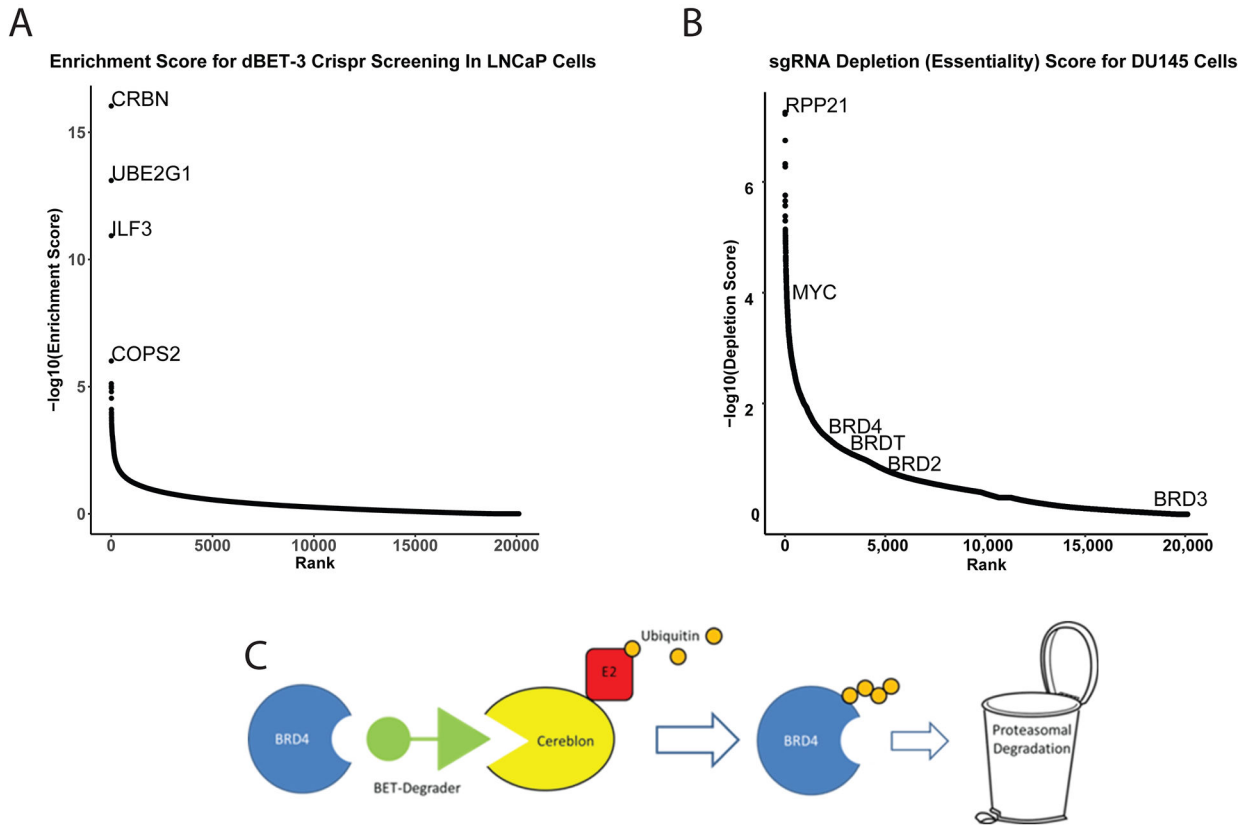 A
Enrichment Score for dBET-3 Crispr Screening In LNCaP Cells
CRBN
15
UBE2G1
ILF3
10
−log10(Enrichment Score)
COPS2
5
0
0
5000
10000
15000
20000
Rank
B
sgRNA Depletion (Essentiality) Score for DU145 Cells
RPP21
6
−log10(Depletion Score)
MYC
4
2
BRD4
BRDT
BRD2
BRD3
Q
0
5,000
10,000
15,000
20,000
Rank
C
Ubiquitin
E2
BRD4
Cereblon
BET-Degrader
BRD4
Proteasomal
Degradation